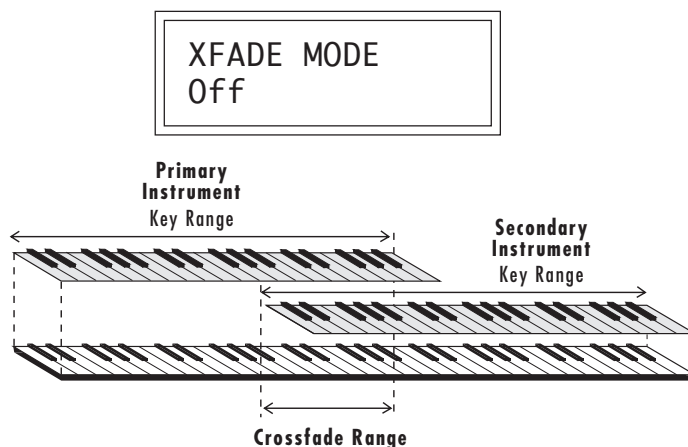 XFADE MODE
Off
Primary
Instrument
Key Range
Secondary
Instrument
Key Range
Crossfade Range